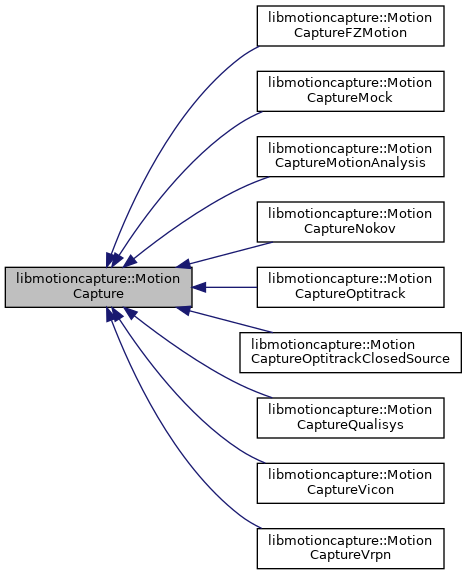 libmotioncapture::Motion
CaptureFZMotion
libmotioncapture::Motion
CaptureMock
libmotioncapture::Motion
CaptureMotionAnalysis
libmotioncapture::Motion
CaptureNokov
libmotioncapture::Motion
Capture
libmotioncapture::Motion
CaptureOptitrack
libmotioncapture::Motion
CaptureOptitrackClosedSource
libmotioncapture::Motion
CaptureQualisys
libmotioncapture::Motion
CaptureVicon
libmotioncapture::Motion
CaptureVrpn